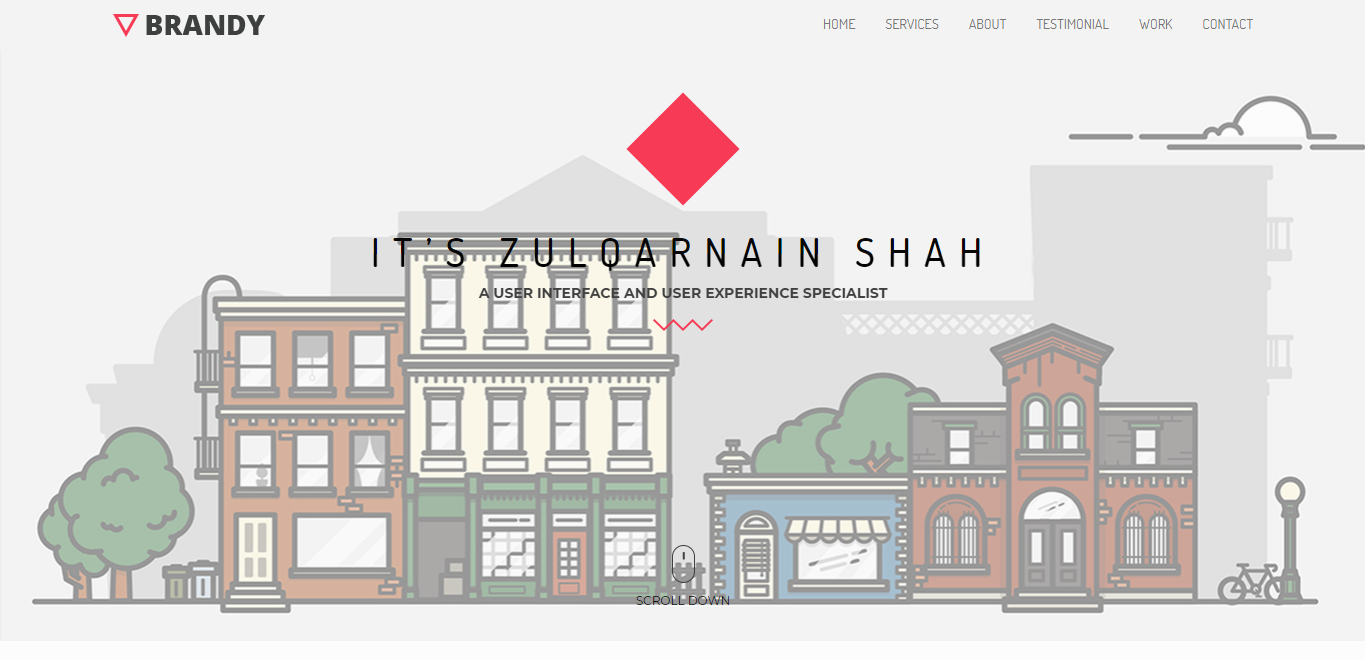 BRANDY
HOME SERVICES ABOUT TESTIMONIAL WORK CONTACT
IT'S ZULQARNAIN SHAH
A USER INTERFACE AND USER EXPERIENCE SPECIALIST
SCROLL DOWN